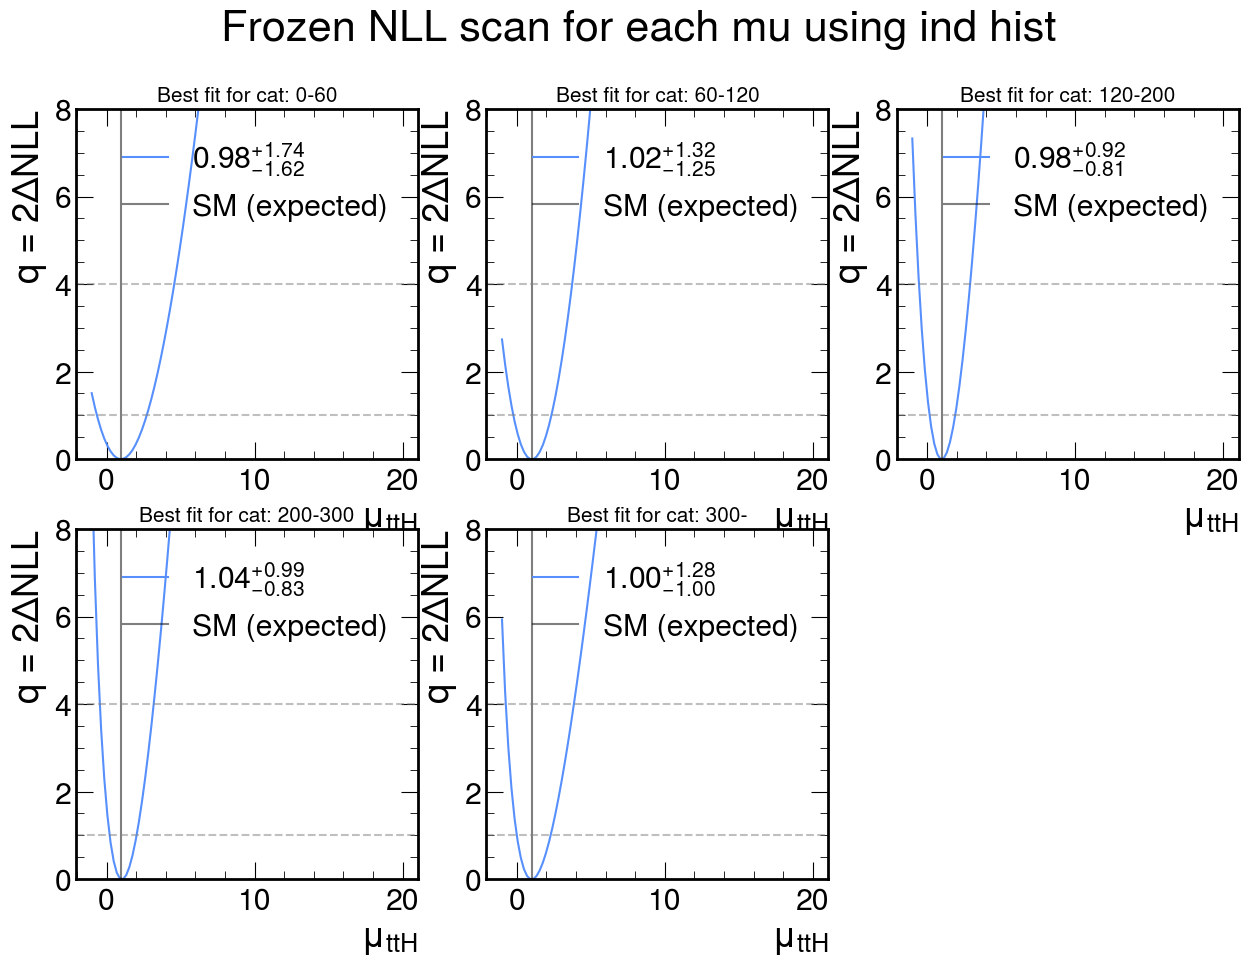 Frozen NLL scan for each mu using ind hist
Best fit for cat: 0-60
q = 2ΔNLL
8
6
4
2
0
0.98 +1.74 −1.62
SM (expected)
0 10 20
μ ttH
Best fit for cat: 60-120
q = 2ΔNLL
8
6
4
2
0
1.02 +1.32 −1.25
SM (expected)
0 10 20
μ ttH
Best fit for cat: 120-200
q = 2ΔNLL
8
6
4
2
0
0.98 +0.92 −0.81
SM (expected)
0 10 20
μ ttH
Best fit for cat: 200-300
q = 2ΔNLL
8
6
4
2
0
1.04 +0.99 −0.83
SM (expected)
0 10 20
μ ttH
Best fit for cat: 300-
q = 2ΔNLL
8
6
4
2
0
1.00 +1.28 −1.00
SM (expected)
0 10 20
μ ttH